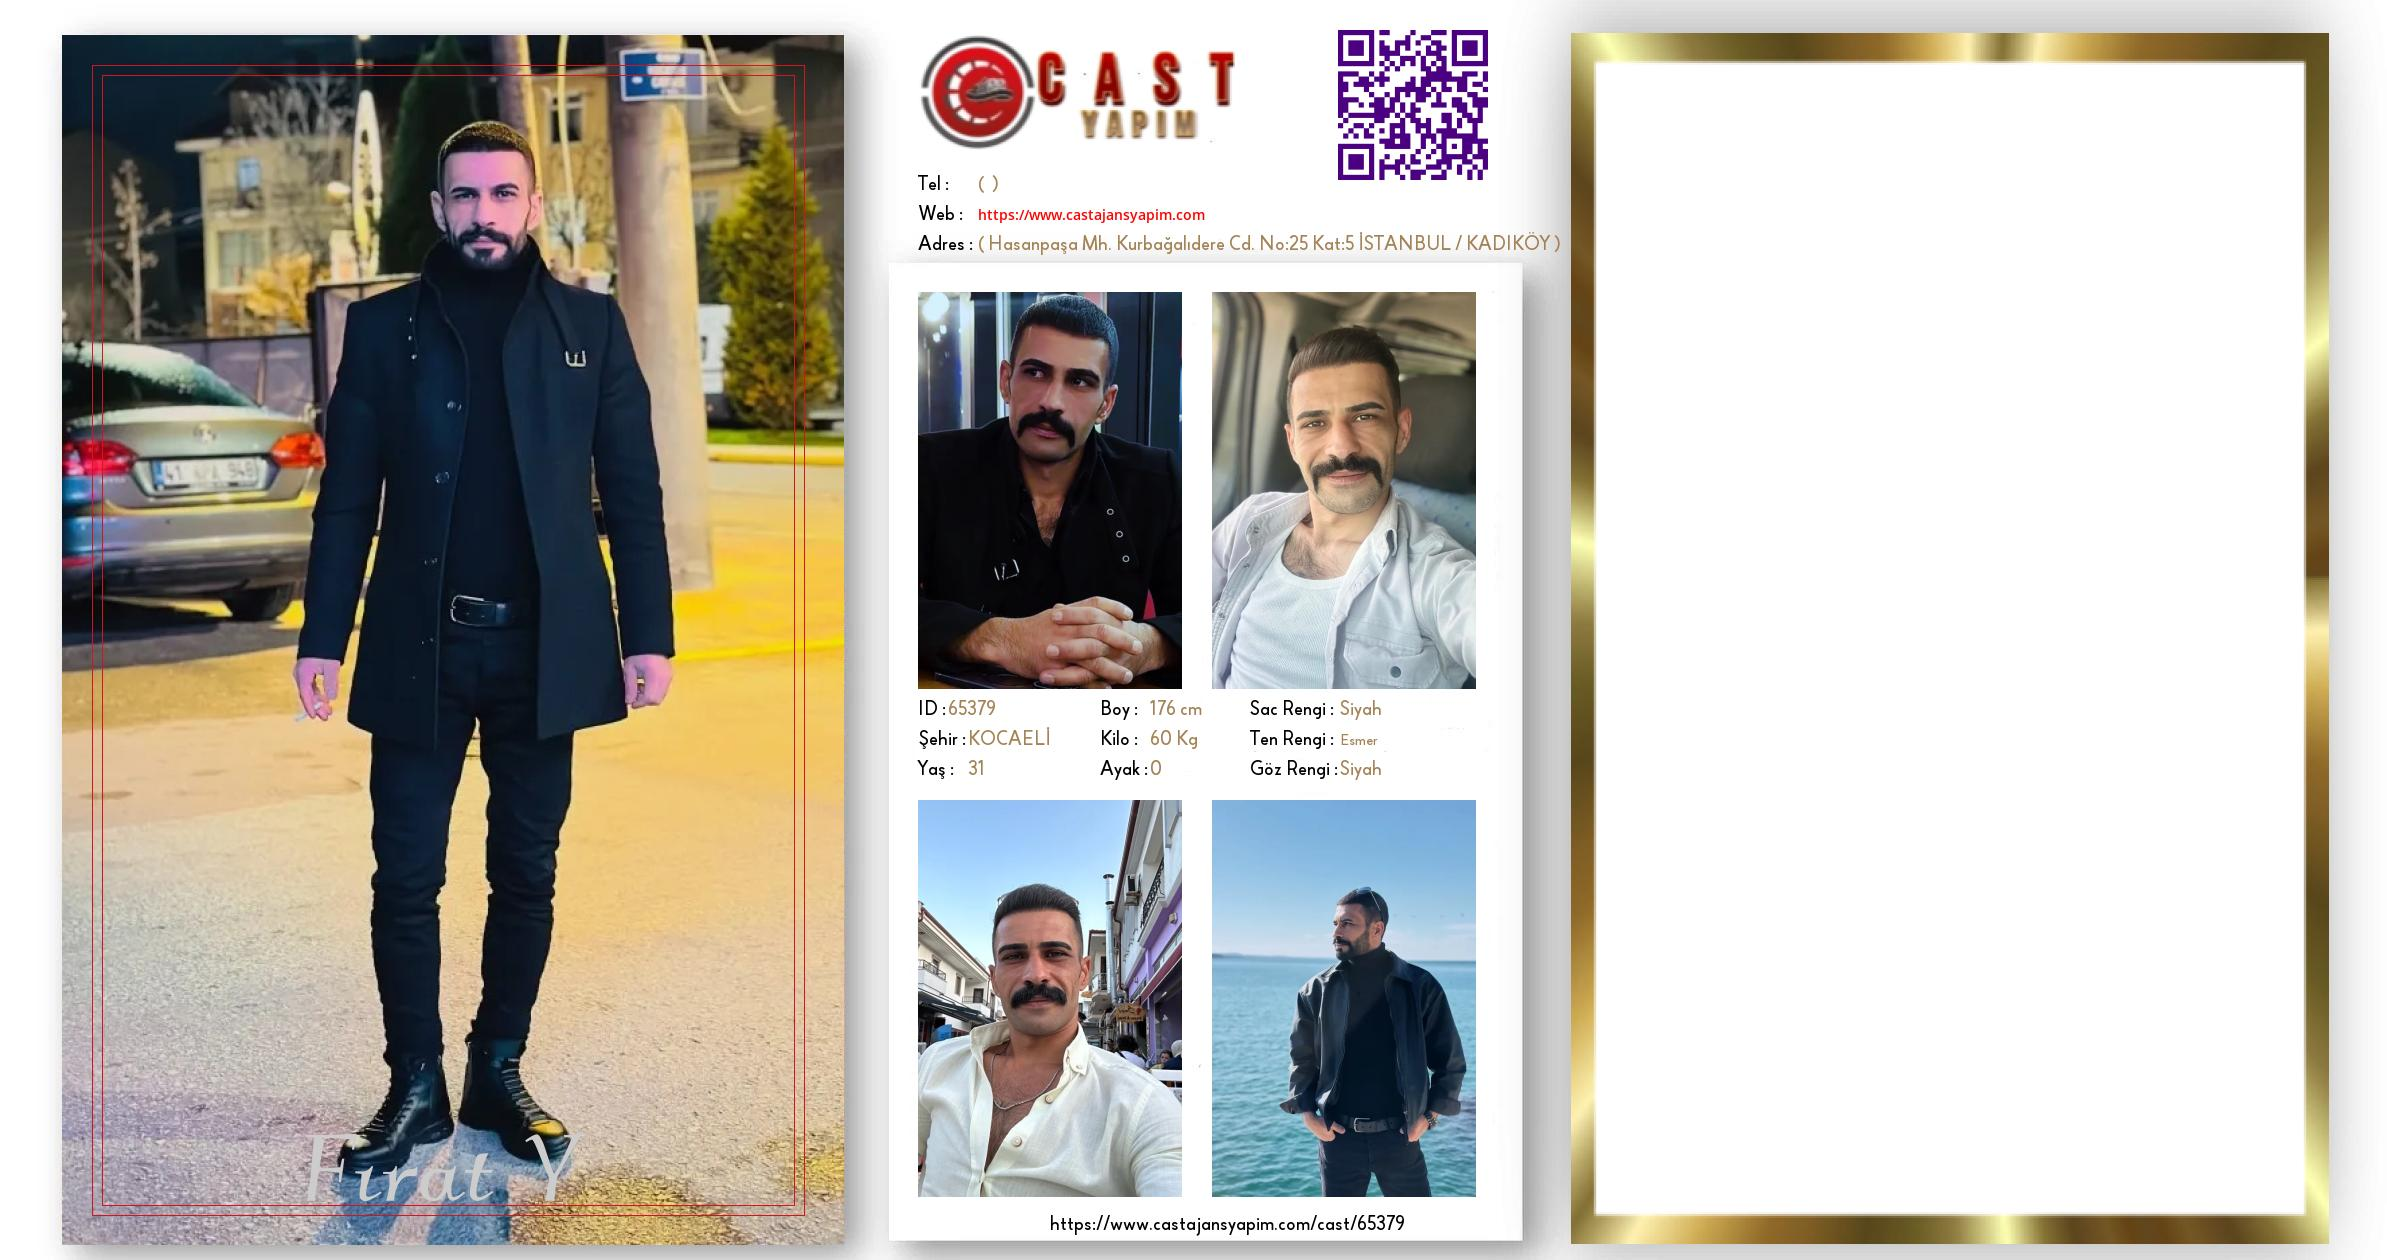 Fırat Y
CAST
YAPIM
Tel : ( )
Web : https://www.castajansyapim.com
Adres : ( Hasanpaşa Mh. Kurbağalıdere Cd. No:25 Kat:5 İSTANBUL / KADIKÖY )
ID : 65379 Boy : 176 cm Sac Rengi : Siyah
Şehir : KOCAELİ Kilo : 60 Kg Ten Rengi : Esmer
Yaş : 31 Ayak : 0 Göz Rengi : Siyah
https://www.castajansyapim.com/cast/65379